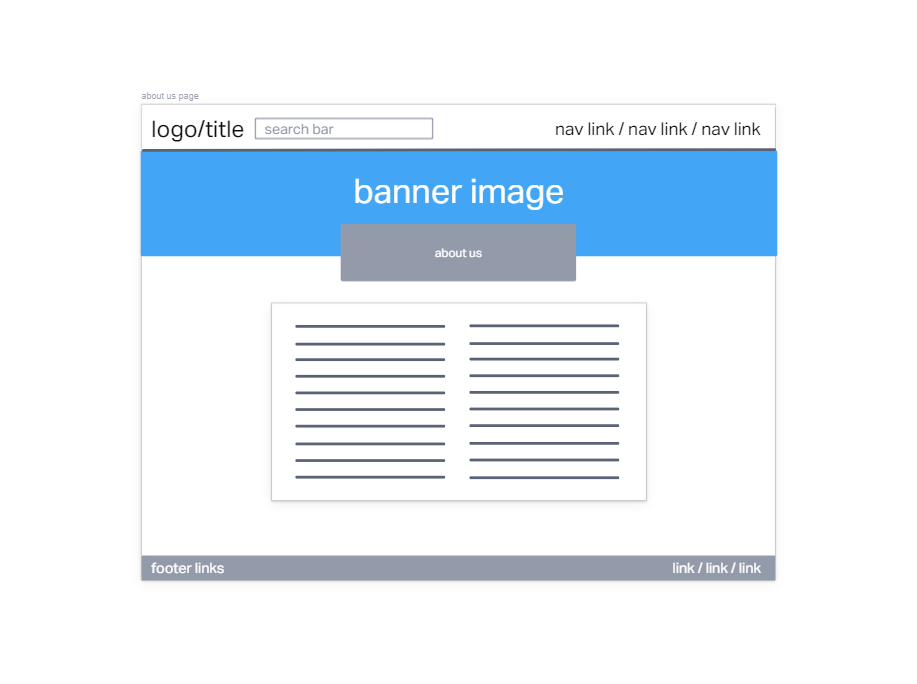 about us page
logo/title
search bar
nav link / nav link / nav link
banner image
about us
footer links
link / link / link